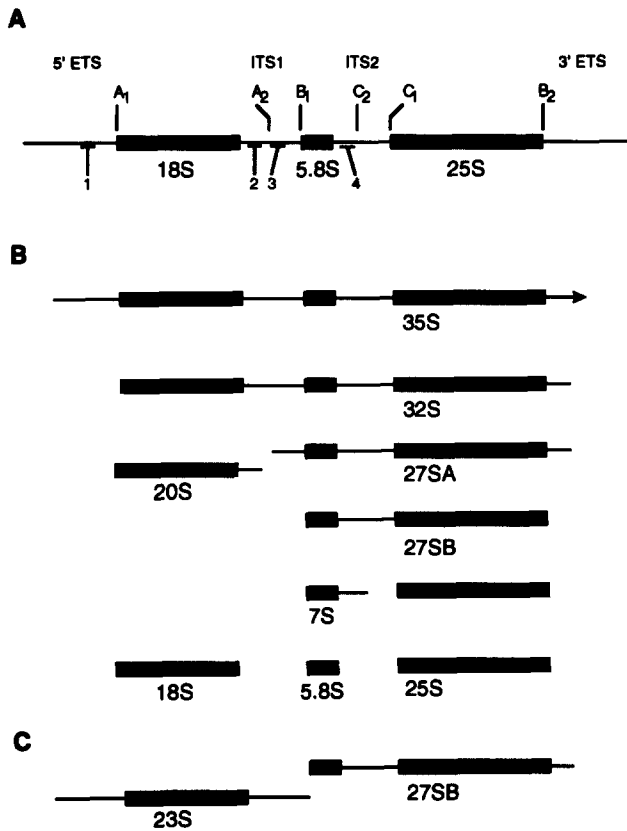 A
5' ETS ITS1 ITS2 3' ETS
A1 A2 B1 C2 C1 B2
18S 5.8S 25S
1 2 3 4
B
35S
32S
27SA
20S
27SB
7S
18S 5.8S 25S
C
27SB
23S